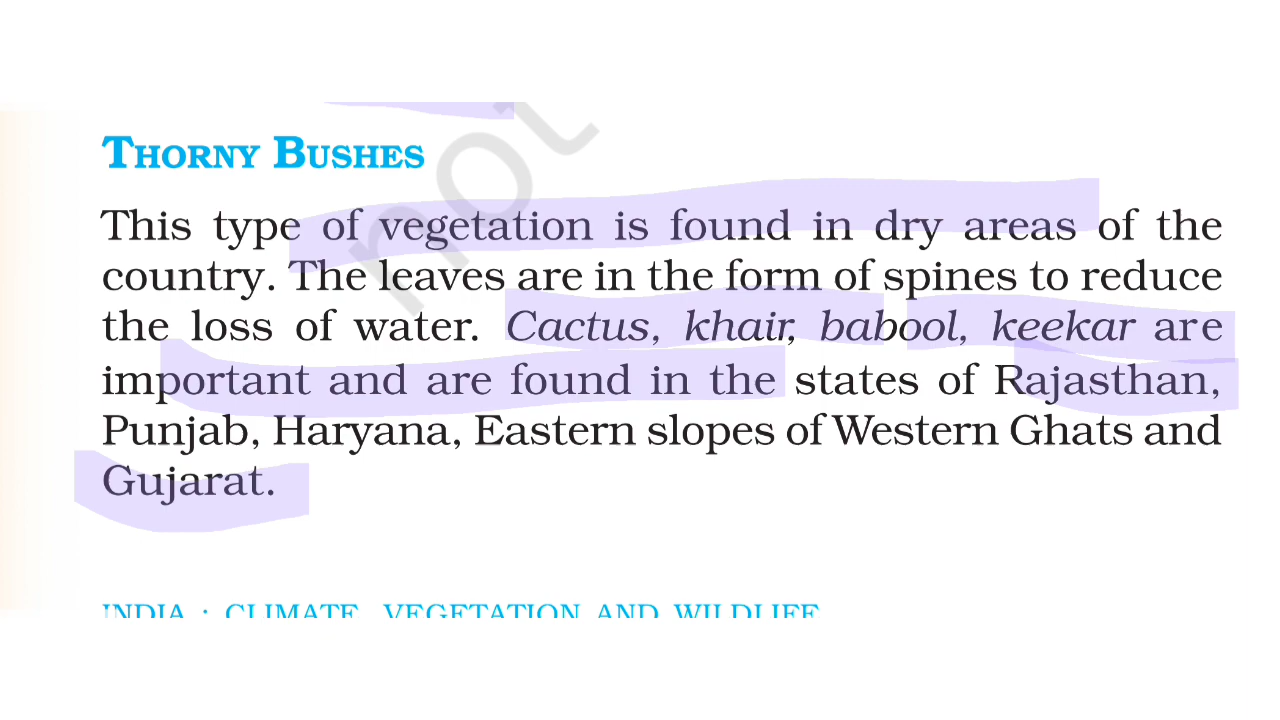 not
THORNY BUSHES
This type of vegetation is found in dry areas of the
country. The leaves are in the form of spines to reduce
the loss of water. Cactus, khair, babool, keekar are
important and are found in the states of Rajasthan,
Punjab, Haryana, Eastern slopes of Western Ghats and
Gujarat.
INDIA : CLIMATE, VEGETATION AND WILDLIFE